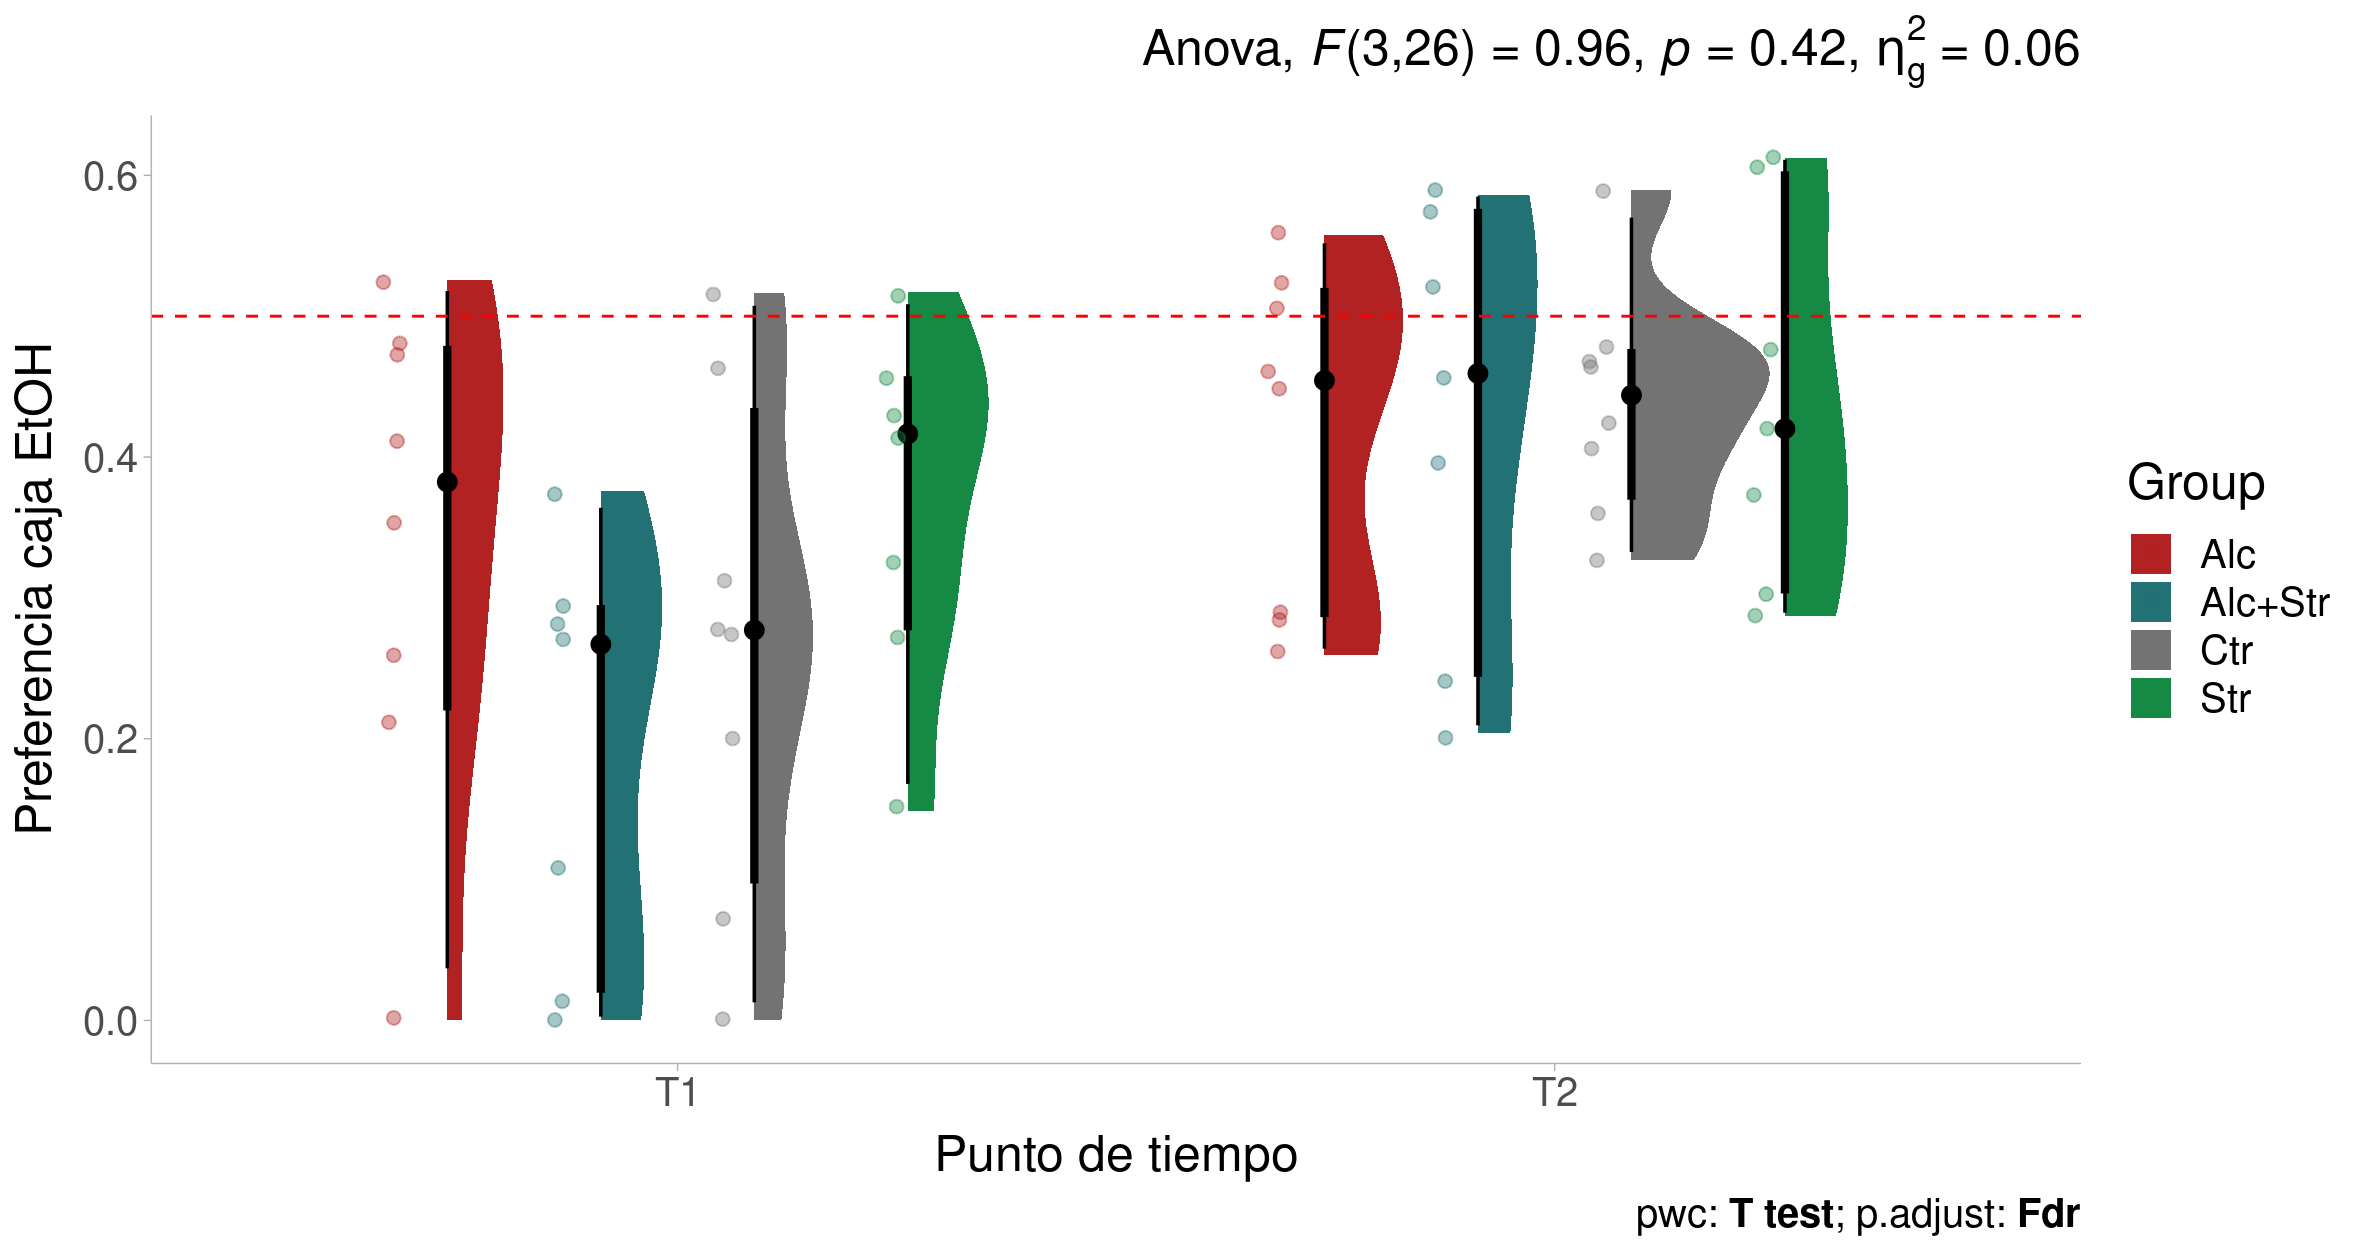 Anova, F(3,26) = 0.96, p = 0.42, η²g = 0.06
Preferencia caja EtOH
0.6
0.4
0.2
0.0
T1 T2
Punto de tiempo
Group
Alc
Alc+Str
Ctr
Str
pwc: T test; p.adjust: Fdr